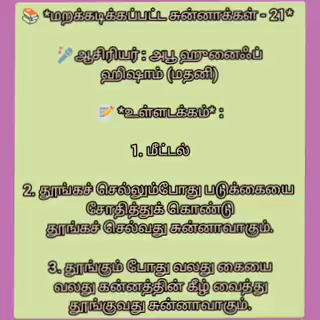 📚 *மறக்கடிக்கப்பட்ட சுன்னாக்கள் - 21*
🎤 ஆசிரியர் : அபூ ஹுனைஃப்
ஹிஷாம் (மதனி)
📝 *உள்ளடக்கம்* :
1. மீட்டல்
2. தூங்கச் செல்லும்போது படுக்கையை
சோதித்துக் கொண்டு
தூங்கச் செல்வது சுன்னாவாகும்.
3. தூங்கும் போது வலது கையை
வலது கன்னத்தின் கீழ் வைத்து
தூங்குவது சுன்னாவாகும்.